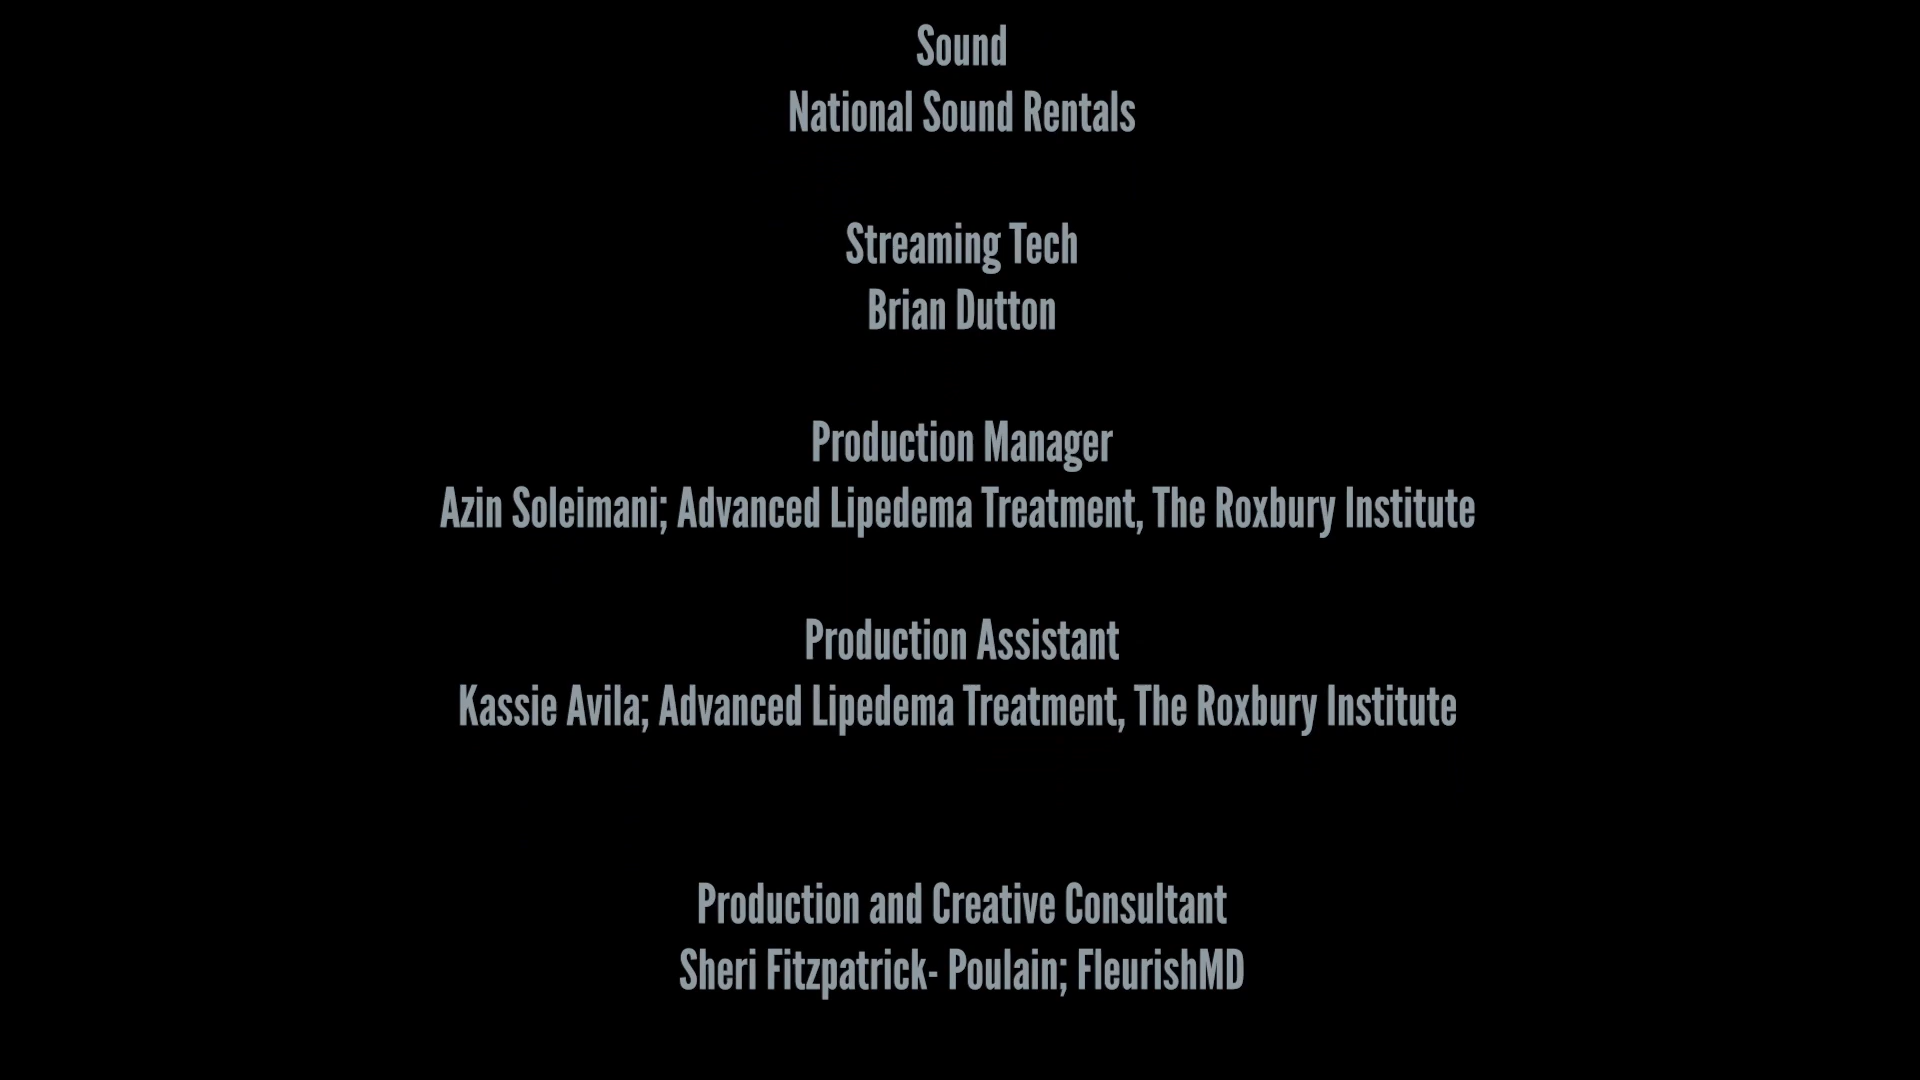 Sound
National Sound Rentals
Streaming Tech
Brian Dutton
Production Manager
Azin Soleimani; Advanced Lipedema Treatment, The Roxbury Institute
Production Assistant
Kassie Avila; Advanced Lipedema Treatment, The Roxbury Institute
Production and Creative Consultant
Sheri Fitzpatrick- Poulain; FleurishMD